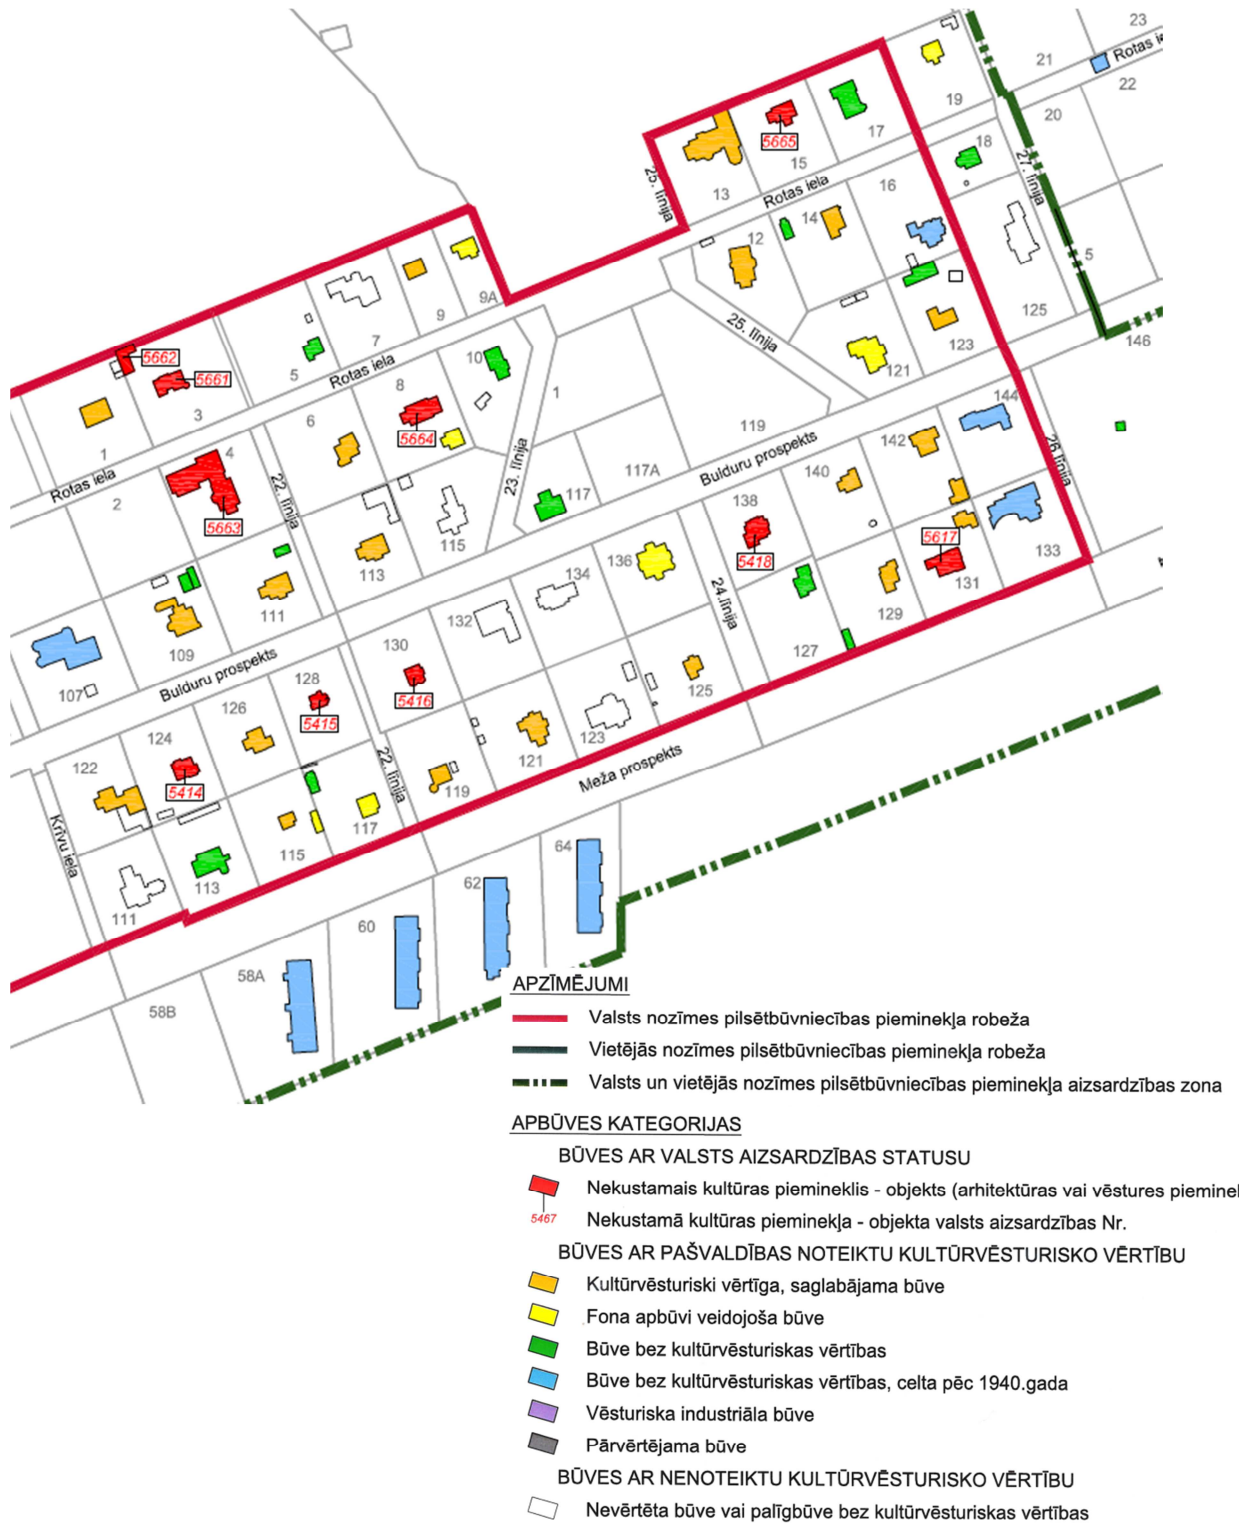 23
21
Rotas ie
22
19
20
17
5665
15
18
27. līnija
25. līnija
13
Rotas iela
16
14
12
5
9A
9
7
125
146
25. līnija
123
121
5662
5661
5
Rotas iela
10
8
1
3
6
5664
119
144
1
4
142
26.līnija
Bulduru prospekts
117A
140
Rotas iela
2
22. līnija
23. līnija
117
138
5663
115
5617
136
5418
133
113
134
24.līnija
131
111
132
129
109
130
127
Bulduru prospekts
107
128
5416
125
126
5415
124
123
122
22. līnija
121
Meža prospekts
5414
119
Krīvu iela
117
115
64
113
62
111
60
58A
58B
APZĪMĒJUMI
Valsts nozīmes pilsētbūvniecības pieminekļa robeža
Vietējās nozīmes pilsētbūvniecības pieminekļa robeža
Valsts un vietējās nozīmes pilsētbūvniecības pieminekļa aizsardzības zona
APBŪVES KATEGORIJAS
BŪVES AR VALSTS AIZSARDZĪBAS STATUSU
Nekustamais kultūras piemineklis - objekts (arhitektūras vai vēstures piemineł
5467 Nekustamā kultūras pieminekļa - objekta valsts aizsardzības Nr.
BŪVES AR PAŠVALDĪBAS NOTEIKTU KULTŪRVĒSTURISKO VĒRTĪBU
Kultūrvēsturiski vērtīga, saglabājama būve
Fona apbūvi veidojoša būve
Būve bez kultūrvēsturiskas vērtības
Būve bez kultūrvēsturiskas vērtības, celta pēc 1940.gada
Vēsturiska industriāla būve
Pārvērtējama būve
BŪVES AR NENOTEIKTU KULTŪRVĒSTURISKO VĒRTĪBU
Nevērtēta būve vai palīgbūve bez kultūrvēsturiskas vērtības